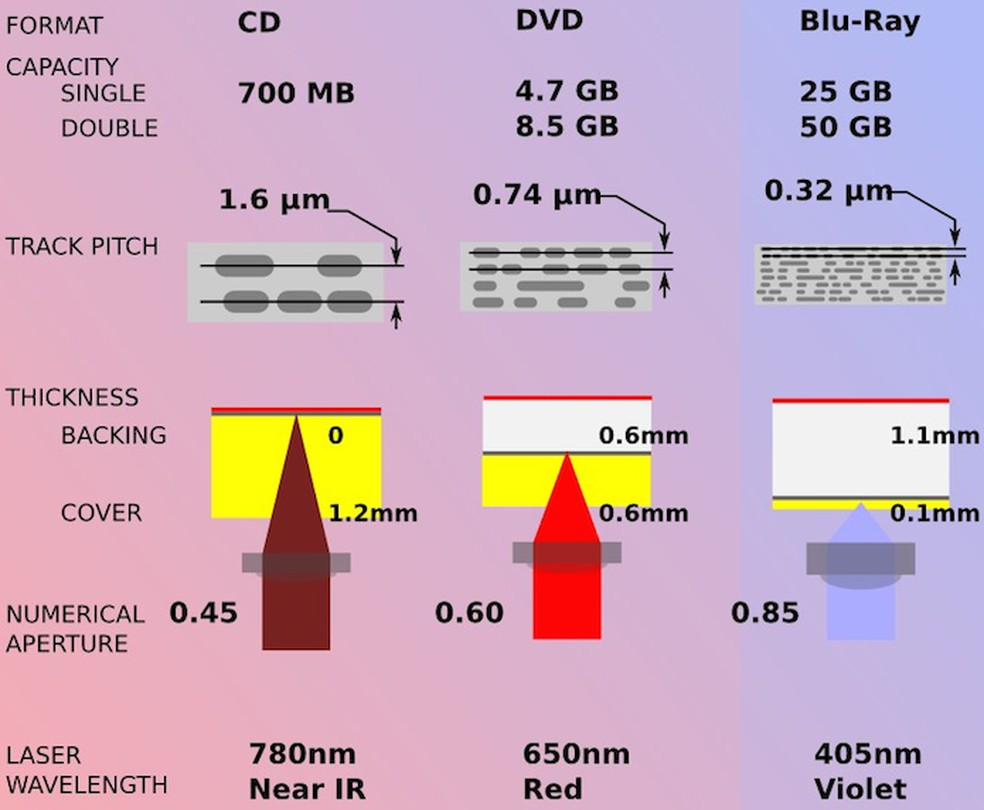 FORMAT CD DVD Blu-Ray
CAPACITY
SINGLE 700 MB 4.7 GB 25 GB
DOUBLE 8.5 GB 50 GB
1.6 µm 0.74 µm 0.32 µm
TRACK PITCH
THICKNESS
BACKING 0 0.6mm 1.1mm
COVER 1.2mm 0.6mm 0.1mm
NUMERICAL 0.45 0.60 0.85
APERTURE
LASER 780nm 650nm 405nm
WAVELENGTH Near IR Red Violet